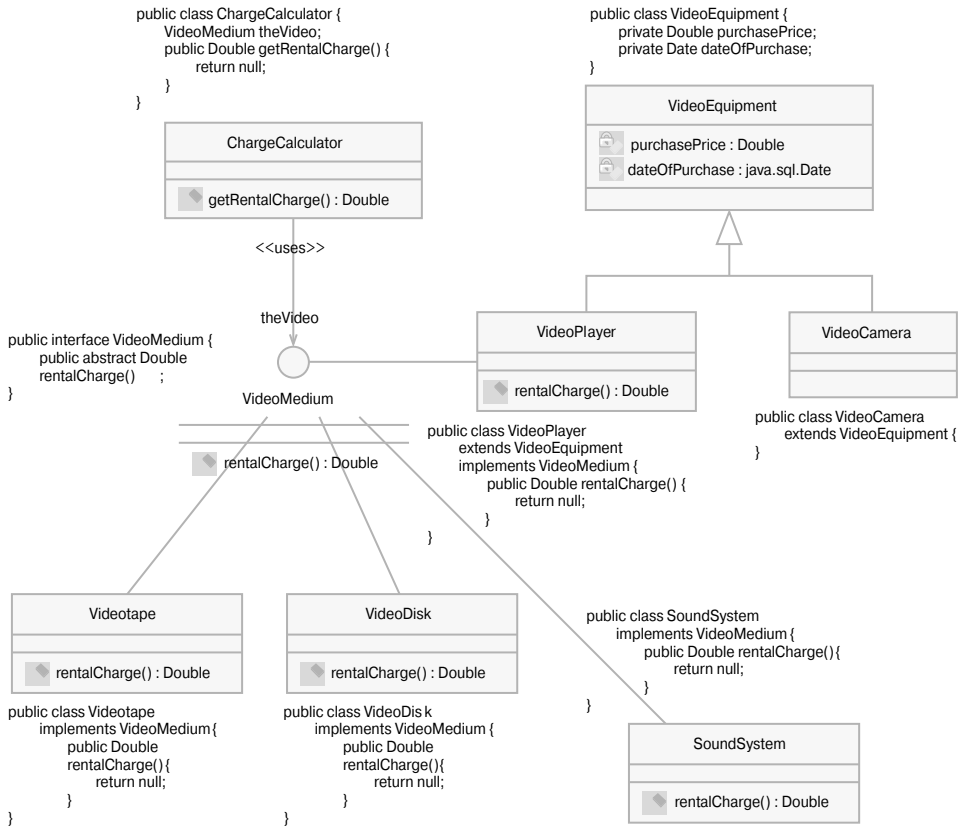 public class ChargeCalculator {
VideoMedium theVideo;
public Double getRentalCharge() {
return null;
}
}
public class VideoEquipment {
private Double purchasePrice;
private Date dateOfPurchase;
}
ChargeCalculator
getRentalCharge() : Double
VideoEquipment
purchasePrice : Double
dateOfPurchase : java.sql.Date
<<uses>>
theVideo
public interface VideoMedium {
public abstract Double
rentalCharge() ;
}
VideoMedium
rentalCharge() : Double
VideoPlayer
rentalCharge() : Double
VideoCamera
public class VideoPlayer
extends VideoEquipment
implements VideoMedium {
public Double rentalCharge() {
return null;
}
}
public class VideoCamera
extends VideoEquipment {
}
Videotape
rentalCharge() : Double
VideoDisk
rentalCharge() : Double
public class SoundSystem
implements VideoMedium {
public Double rentalCharge(){
return null;
}
}
public class Videotape
implements VideoMedium{
public Double
rentalCharge(){
return null;
}
}
public class VideoDis k
implements VideoMedium {
public Double
rentalCharge(){
return null;
}
}
SoundSystem
rentalCharge() : Double